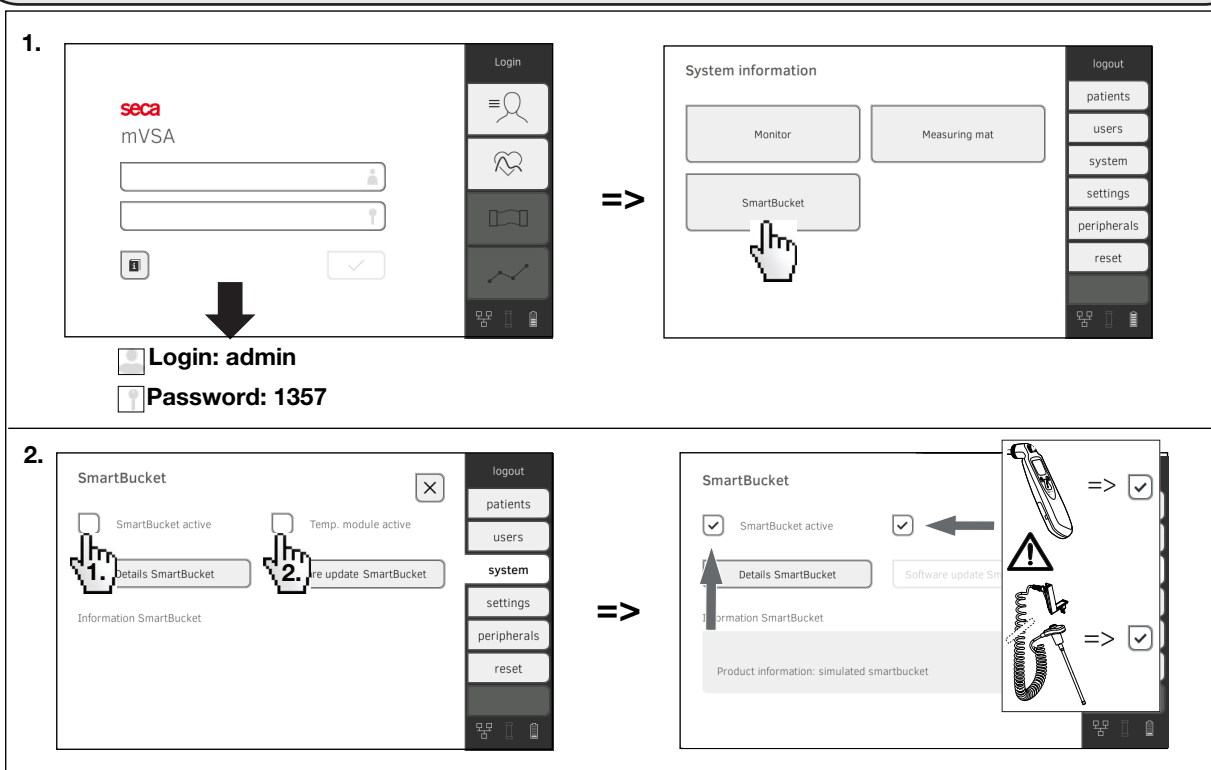 1.
Login
seca
mVSA
=>
System information
logout
Monitor
Measuring mat
SmartBucket
patients
users
system
settings
peripherals
reset
Login: admin
Password: 1357
2.
SmartBucket
SmartBucket active
Temp. module active
1. Details SmartBucket
2. re update SmartBucket
Information SmartBucket
logout
patients
users
system
settings
peripherals
reset
=>
SmartBucket
SmartBucket active
Details SmartBucket
Software update Sm
Information SmartBucket
Product information: simulated smartbucket
=>
=>